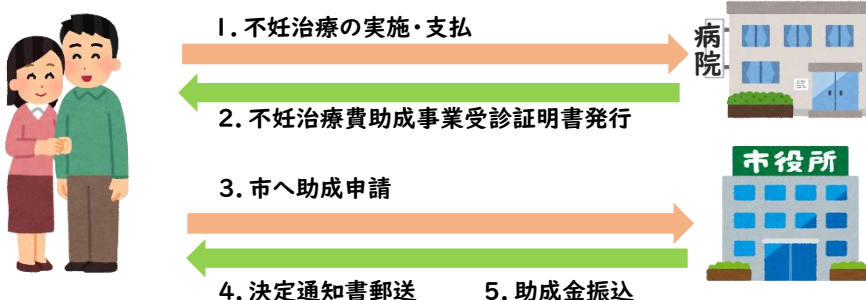 1.不妊治療の実施・支払
病院
2.不妊治療費助成事業受診証明書発行
市役所
3.市へ助成申請
4.決定通知書郵送　5.助成金振込